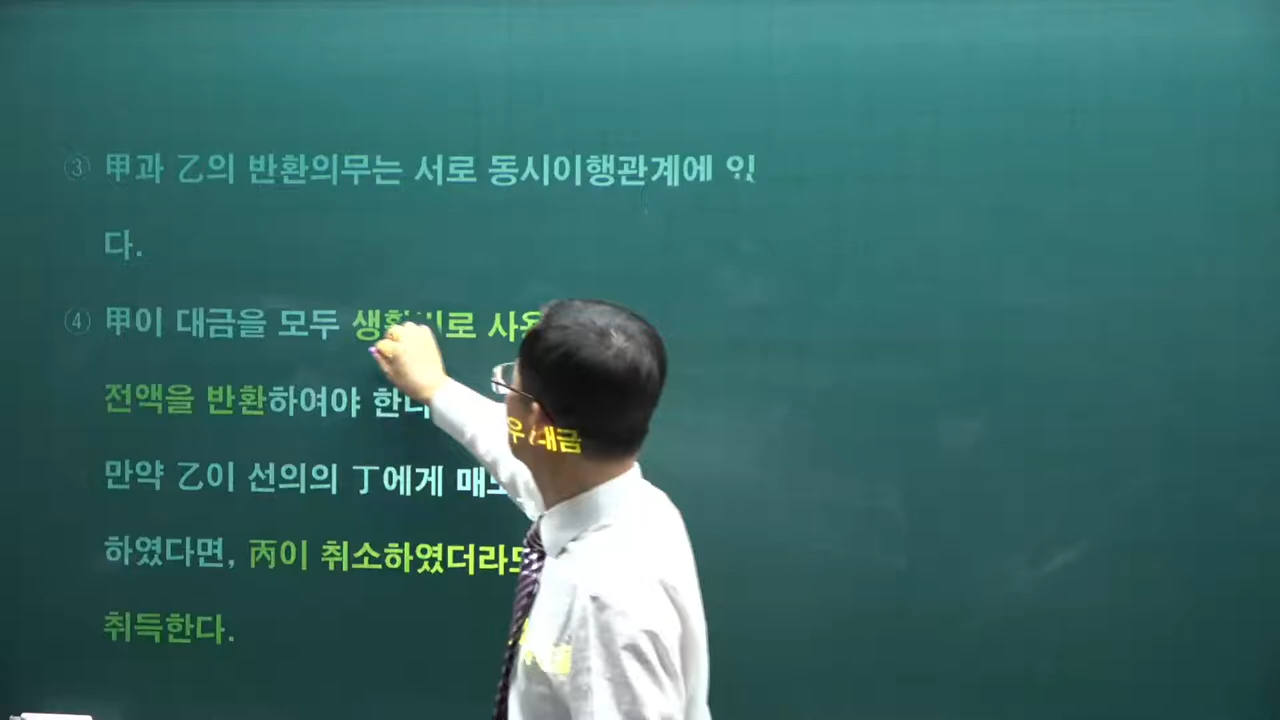 ③ 甲과 乙의 반환의무는 서로 동시이행관계에 있
다.
④ 甲이 대금을 모두 생활비로 사용
대금
전액을 반환하여야 한다
만약 乙이 선의의 丁에게
하였다면, 丙이 취소하였더라도
취득한다.